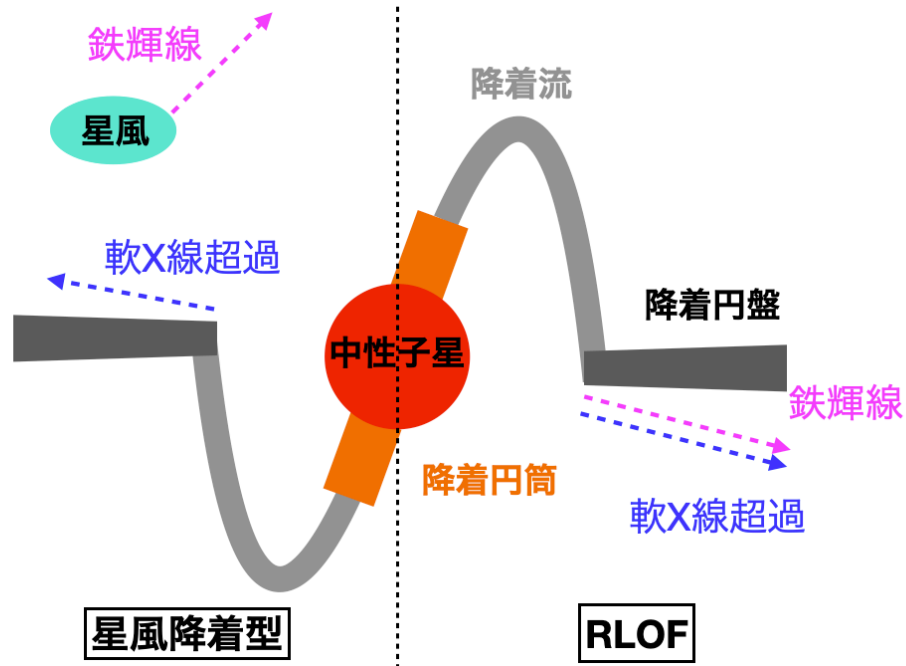 鉄輝線
星風
降着流
軟X線超過
降着円盤
中性子星
鉄輝線
降着円筒
軟X線超過
星風降着型
RLOF